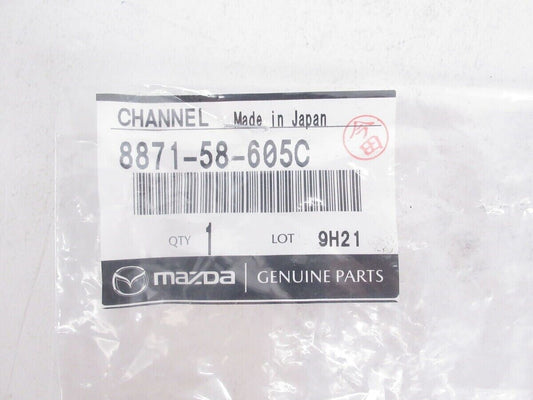 CHANNEL Made in Japan
8871-58-605C
QTY 1 LOT 9H21
mazda GENUINE PARTS